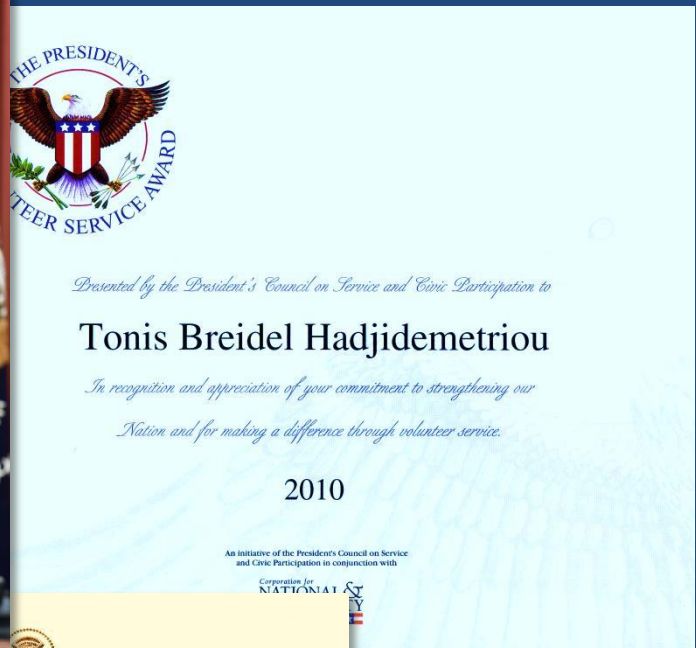 THE PRESIDENT'S
TEER SERVICE AWARD
Presented by the President's Council on Service and Civic Participation to
Tonis Breidel Hadjidemetriou
In recognition and appreciation of your commitment to strengthening our
Nation and for making a difference through volunteer service.
2010
An initiative of the President's Council on Service
and Civic Participation in conjunction with
Corporation for
NATIONAL &
TY